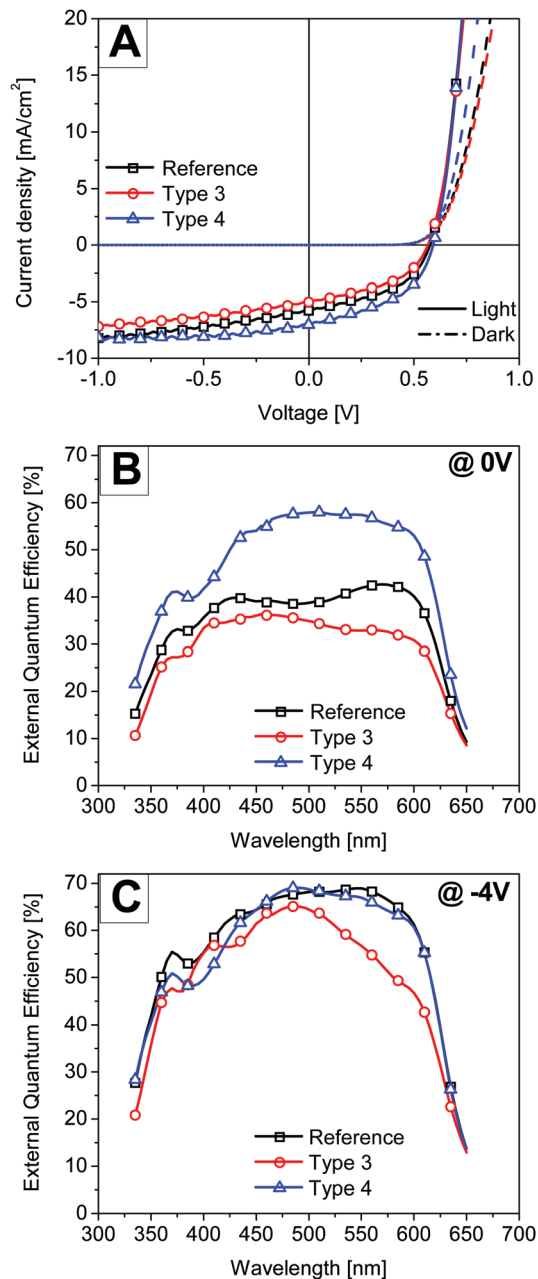 A
20
15
10
5
0
-5
-10
Current density [mA/cm²]
Reference
Type 3
Type 4
Light
Dark
-1.0 -0.5 0.0 0.5 1.0
Voltage [V]
B
@ 0V
70
60
50
40
30
20
10
0
External Quantum Efficiency [%]
Reference
Type 3
Type 4
300 350 400 450 500 550 600 650 700
Wavelength [nm]
C
@ -4V
70
60
50
40
30
20
10
0
External Quantum Efficiency [%]
Reference
Type 3
Type 4
300 350 400 450 500 550 600 650 700
Wavelength [nm]